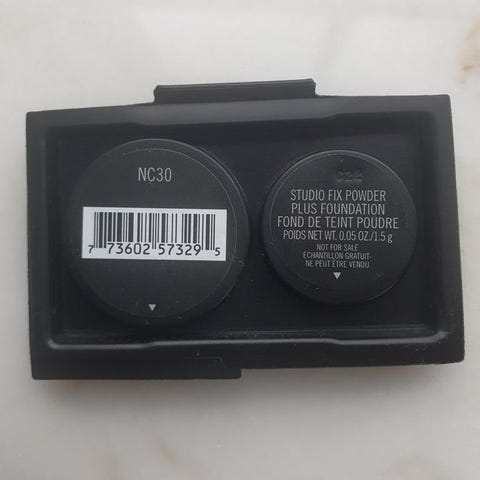 NC30
7 73602 57329 5
C22
STUDIO FIX POWDER
PLUS FOUNDATION
FOND DE TEINT POUDRE
POIDS NET WT. 0.05 OZ./1.5 g
NOT FOR SALE
ÉCHANTILLON GRATUIT-
NE PEUT ÊTRE VENDU